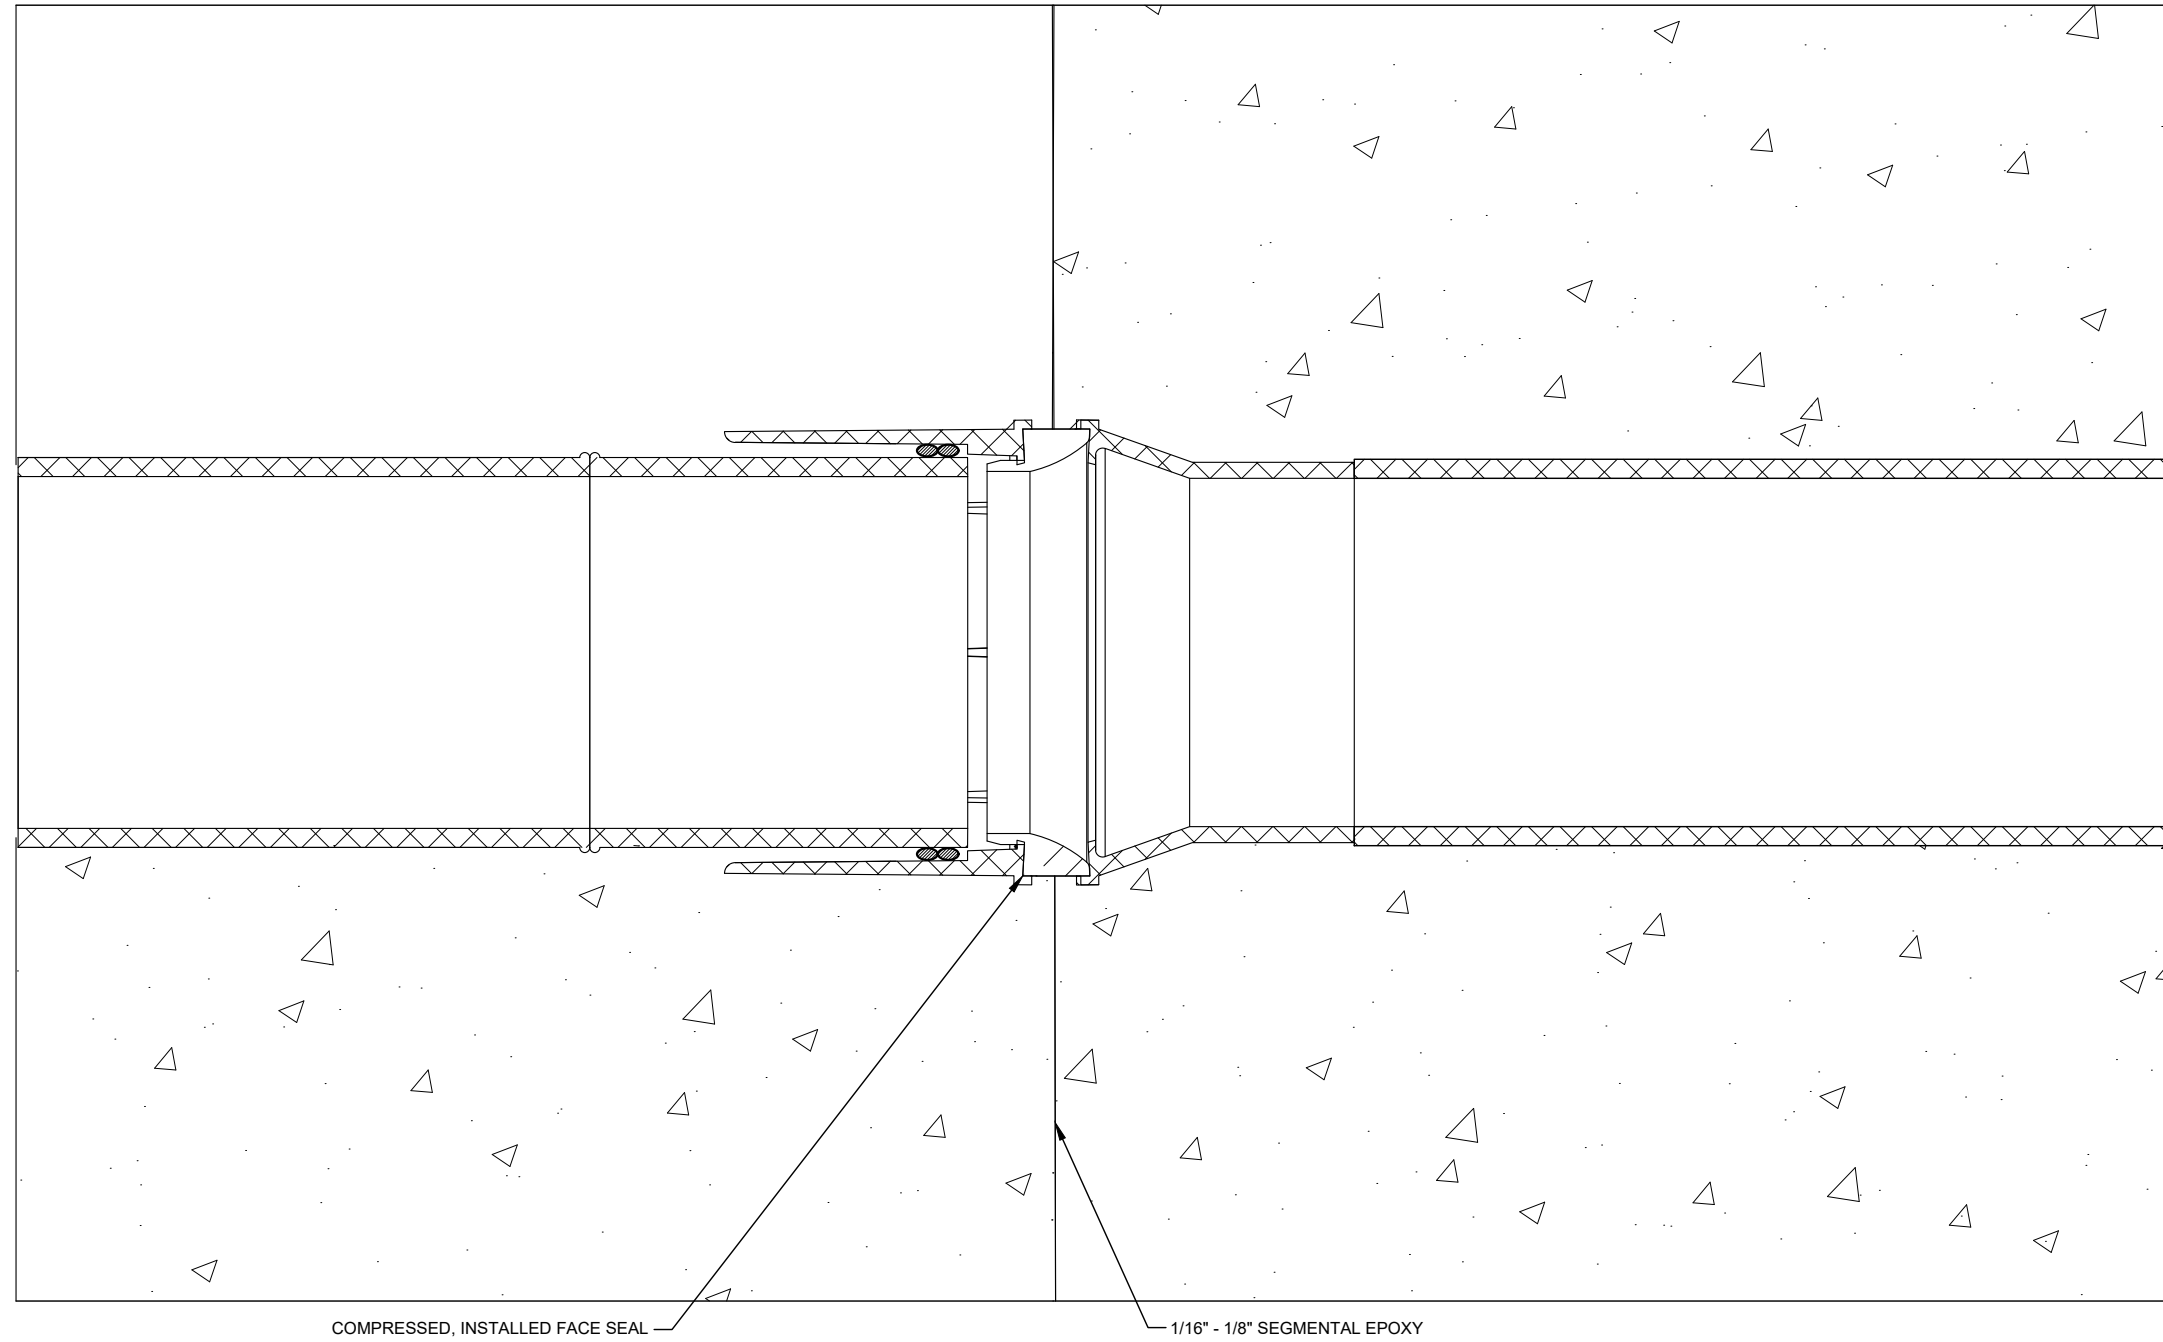 COMPRESSED, INSTALLED FACE SEAL
1/16" - 1/8" SEGMENTAL EPOXY